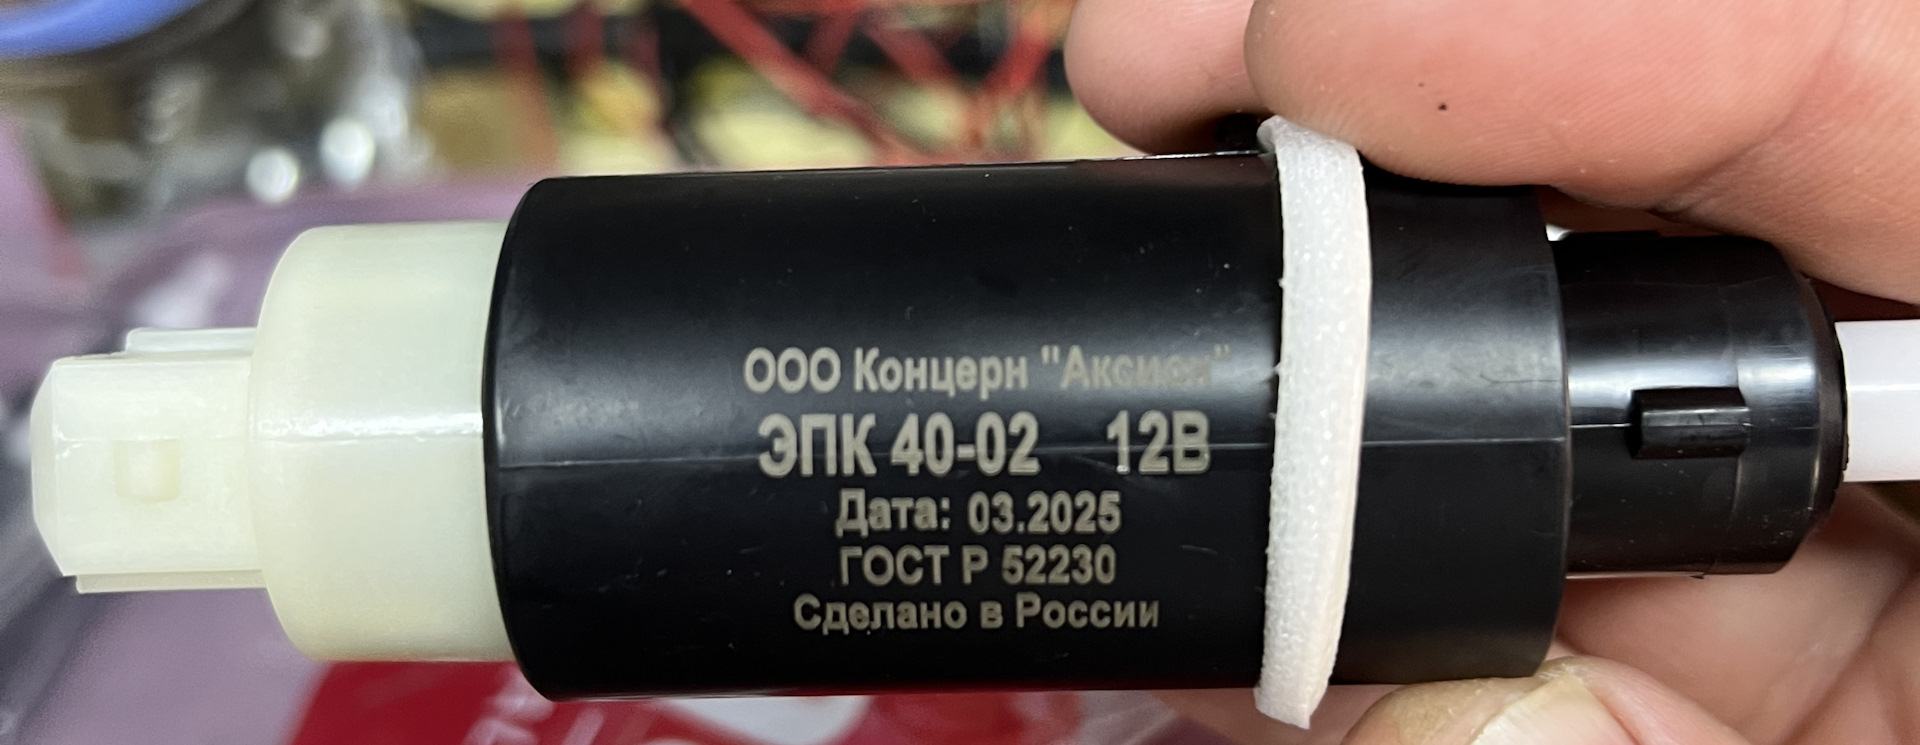 ООО Концерн "Аксион"
ЭПК 40-02 12В
Дата: 03.2025
ГОСТ Р 52230
Сделано в России